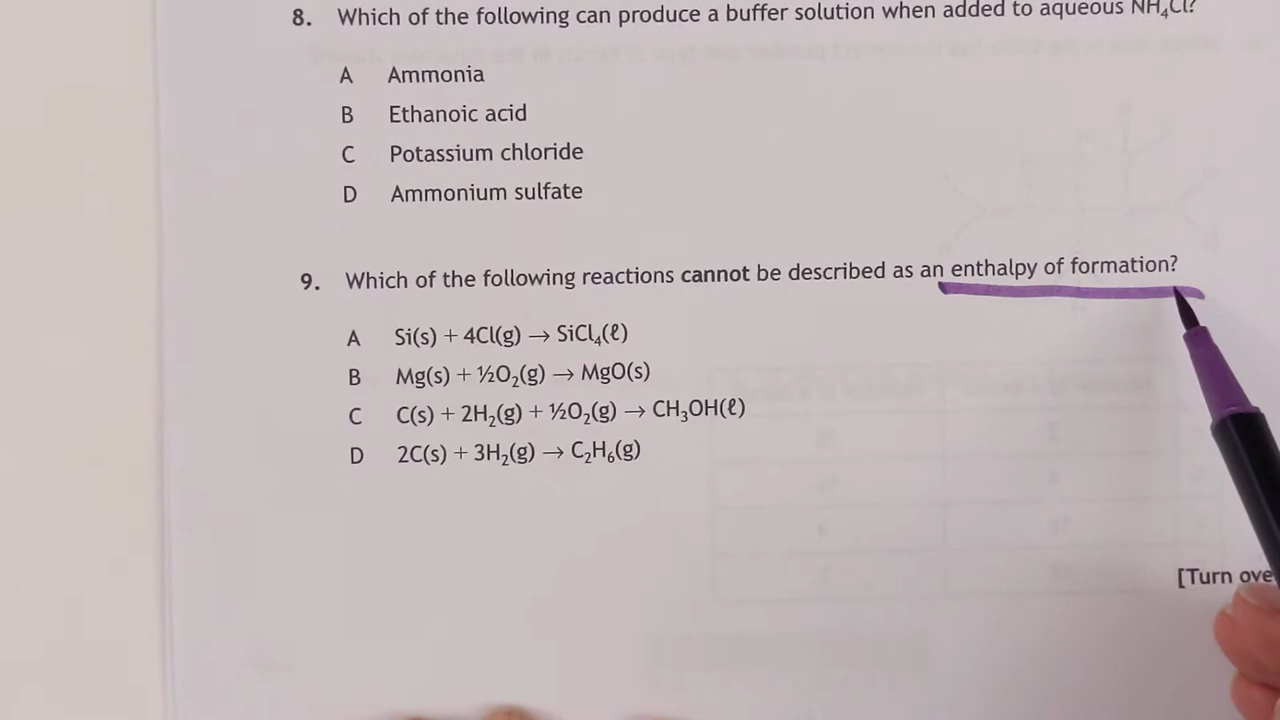 8. Which of the following can produce a buffer solution when added to aqueous NH₄Cl?
A Ammonia
B Ethanoic acid
C Potassium chloride
D Ammonium sulfate
9. Which of the following reactions cannot be described as an enthalpy of formation?
A Si(s) + 4Cl(g) → SiCl₄(ℓ)
B Mg(s) + ½O₂(g) → MgO(s)
C C(s) + 2H₂(g) + ½O₂(g) → CH₃OH(ℓ)
D 2C(s) + 3H₂(g) → C₂H₆(g)
[Turn ove